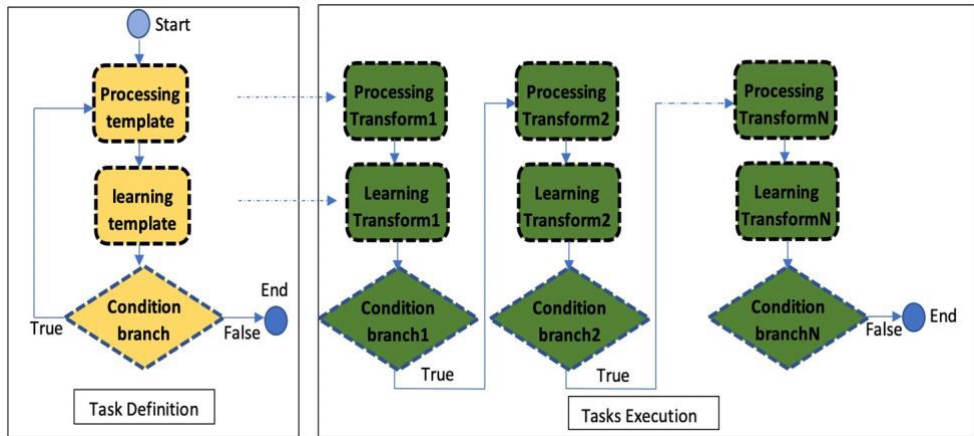 Start
Processing
template
learning
template
Condition
branch
True
False
End
Task Definition
Processing
Transform1
Learning
Transform1
Condition
branch1
True
Processing
Transform2
Learning
Transform2
Condition
branch2
True
Processing
TransformN
Learning
TransformN
Condition
branchN
False
End
Tasks Execution